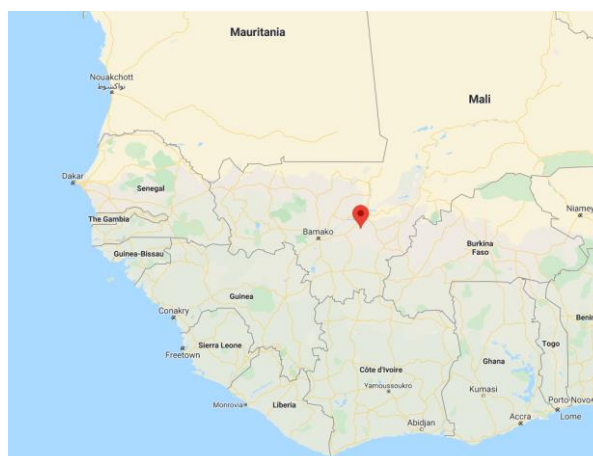 Mauritania
Nouakchott
نواكشوط
Mali
Dakar
Senegal
Niamey
The Gambia
Bamako
Burkina
Faso
Guinea-Bissau
Guinea
Benin
Conakry
Ghana
Togo
Freetown
Sierra Leone
Côte d'Ivoire
Yamoussoukro
Kumasi
Porto-Novo
Monrovia
Liberia
Abidjan
Accra
Lome